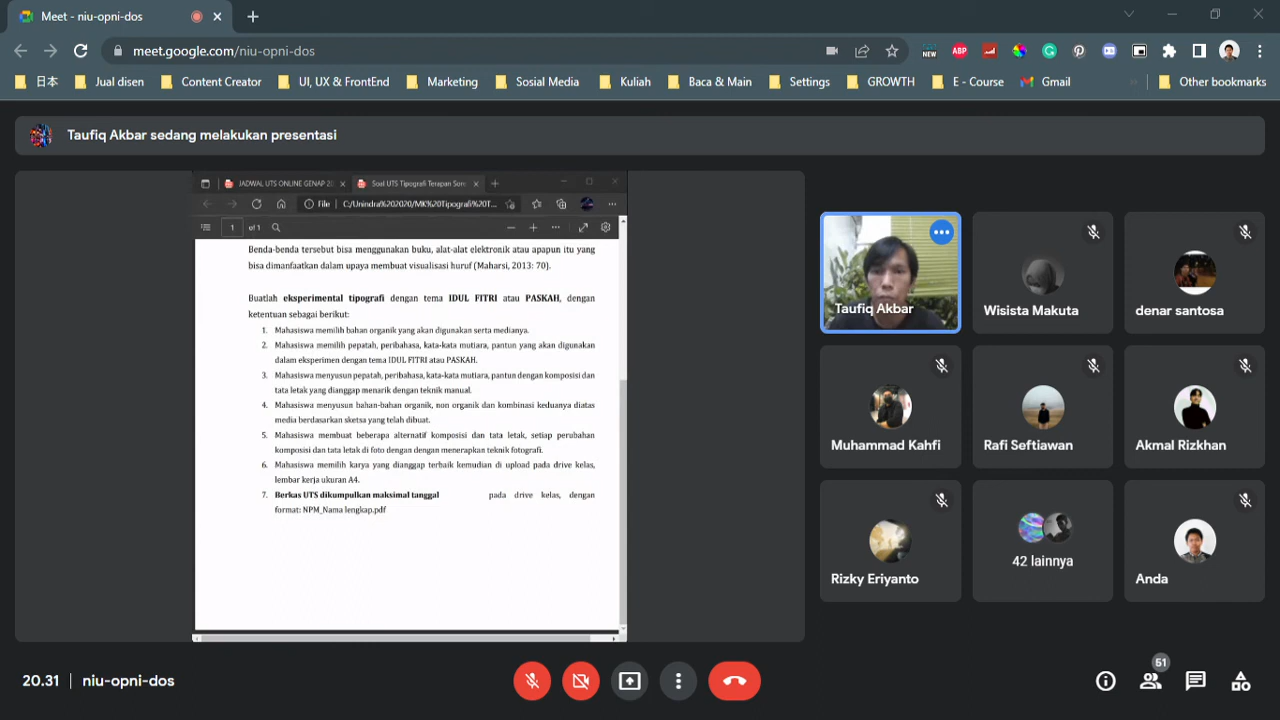 Meet - niu-opni-dos
meet.google.com/niu-opni-dos
日本 Jual disen Content Creator UI, UX & FrontEnd Marketing Sosial Media Kuliah Baca & Main Settings GROWTH E - Course Gmail Other bookmarks
Taufiq Akbar sedang melakukan presentasi
JADWAL UTS ONLINE GENAP 20 Soal UTS Tipografi Terapan Soro
File C:/Unindra%202020/MK%20Tipografi%20T...
1 of 1
Benda-benda tersebut bisa menggunakan buku, alat-alat elektronik atau apapun itu yang
bisa dimanfaatkan dalam upaya membuat visualisasi huruf (Maharsi, 2013: 70).
Buatlah eksperimental tipografi dengan tema IDUL FITRI atau PASKAH, dengan
ketentuan sebagai berikut:
1. Mahasiswa memilih bahan organik yang akan digunakan serta medianya.
2. Mahasiswa memilih pepatah, peribahasa, kata-kata mutiara, pantun yang akan digunakan
dalam eksperimen dengan tema IDUL FITRI atau PASKAH.
3. Mahasiswa menyusun pepatah, peribahasa, kata-kata mutiara, pantun dengan komposisi dan
tata letak yang dianggap menarik dengan teknik manual.
4. Mahasiswa menyusun bahan-bahan organik, non organik dan kombinasi keduanya diatas
media berdasarkan sketsa yang telah dibuat.
5. Mahasiswa membuat beberapa alternatif komposisi dan tata letak, setiap perubahan
komposisi dan tata letak di foto dengan dengan menerapkan teknik fotografi.
6. Mahasiswa memilih karya yang dianggap terbaik kemudian di upload pada drive kelas,
lembar kerja ukuran A4.
7. Berkas UTS dikumpulkan maksimal tanggal pada drive kelas, dengan
format: NPM_Nama lengkap.pdf
Taufiq Akbar
Wisista Makuta
denar santosa
Muhammad Kahfi
Rafi Seftiawan
Akmal Rizkhan
Rizky Eriyanto
42 lainnya
Anda
20.31 | niu-opni-dos
51